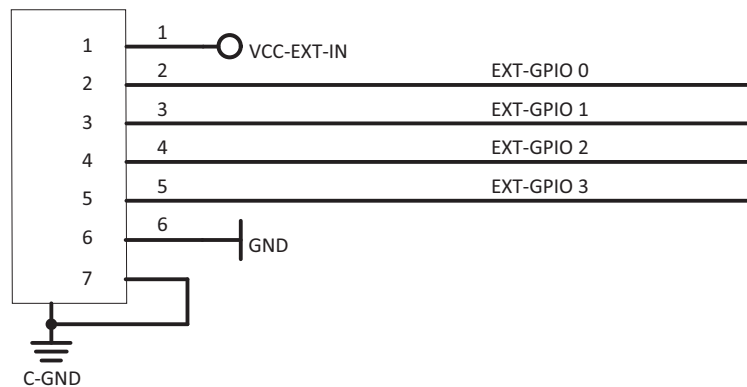 1 1 VCC-EXT-IN
2 2 EXT-GPIO 0
3 3 EXT-GPIO 1
4 4 EXT-GPIO 2
5 5 EXT-GPIO 3
6 6 GND
7
C-GND